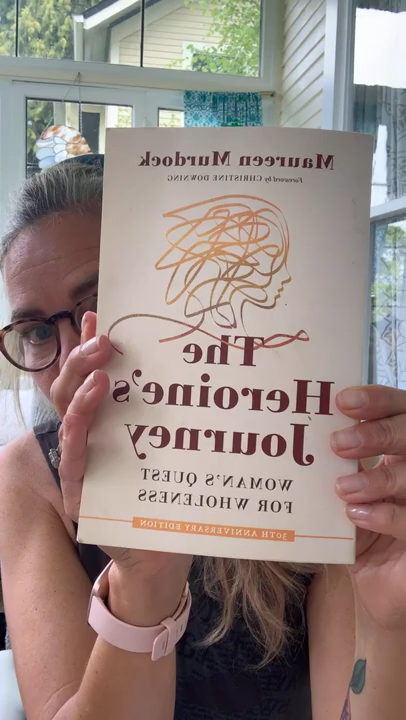 Maureen Murdock
Foreword by CHRISTINE DOWNING
The
Heroine's
Journey
WOMAN'S QUEST
FOR WHOLENESS
30TH ANNIVERSARY EDITION